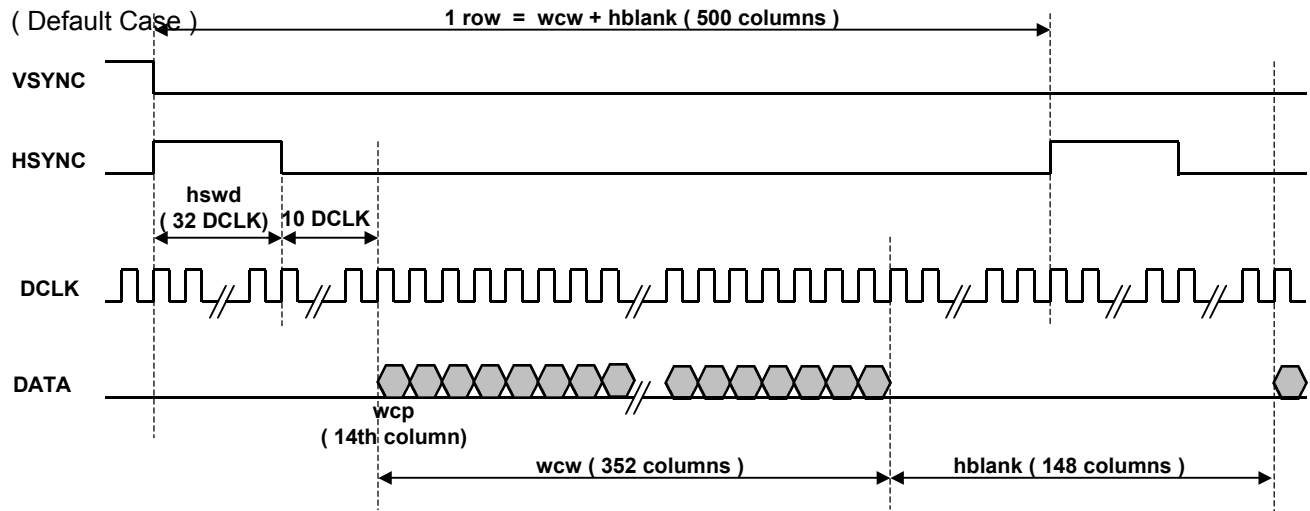 ( Default Case )
1 row = wcw + hblank ( 500 columns )
VSYNC
HSYNC
hswd
( 32 DCLK)
10 DCLK
DCLK
DATA
wcp
( 14th column)
wcw ( 352 columns )
hblank ( 148 columns )